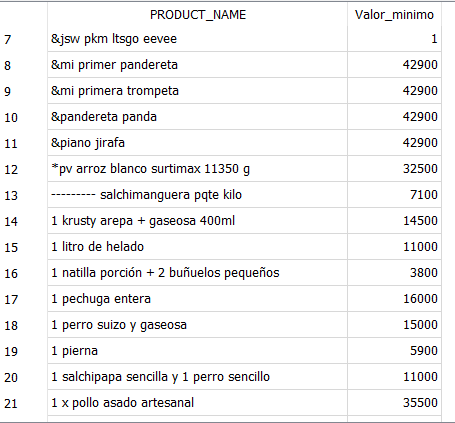 PRODUCT_NAME Valor_minimo
7 &jsw pkm ltsgo eevee 1
8 &mi primer pandereta 42900
9 &mi primera trompeta 42900
10 &pandereta panda 42900
11 &piano jirafa 42900
12 *pv arroz blanco surtimax 11350 g 32500
13 --------- salchimanguera pqte kilo 7100
14 1 krusty arepa + gaseosa 400ml 14500
15 1 litro de helado 11000
16 1 natilla porción + 2 buñuelos pequeños 3800
17 1 pechuga entera 16000
18 1 perro suizo y gaseosa 15000
19 1 pierna 5900
20 1 salchipapa sencilla y 1 perro sencillo 11000
21 1 x pollo asado artesanal 35500